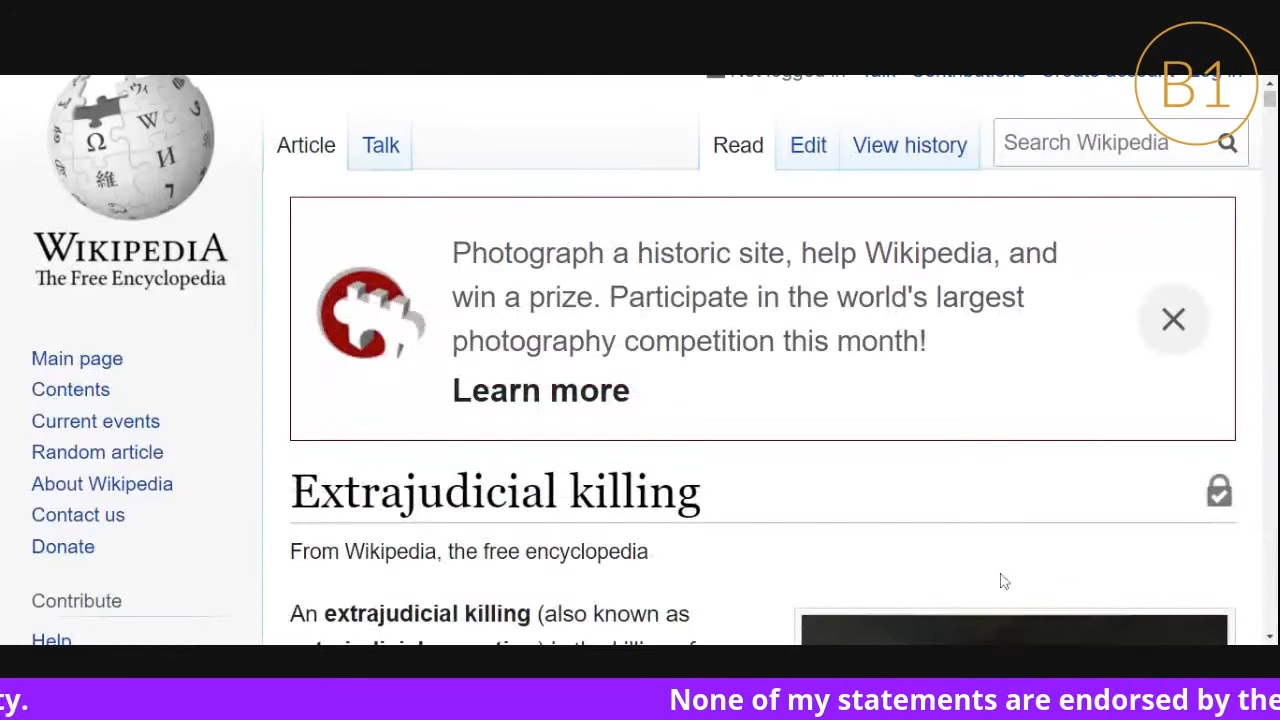 B1
Article
Talk
Read
Edit
View history
Search Wikipedia
WIKIPEDIA
The Free Encyclopedia
Photograph a historic site, help Wikipedia, and
win a prize. Participate in the world's largest
photography competition this month!
Learn more
Main page
Contents
Current events
Random article
About Wikipedia
Contact us
Donate
Contribute
Help
Extrajudicial killing
From Wikipedia, the free encyclopedia
An extrajudicial killing (also known as
ty.
None of my statements are endorsed by the